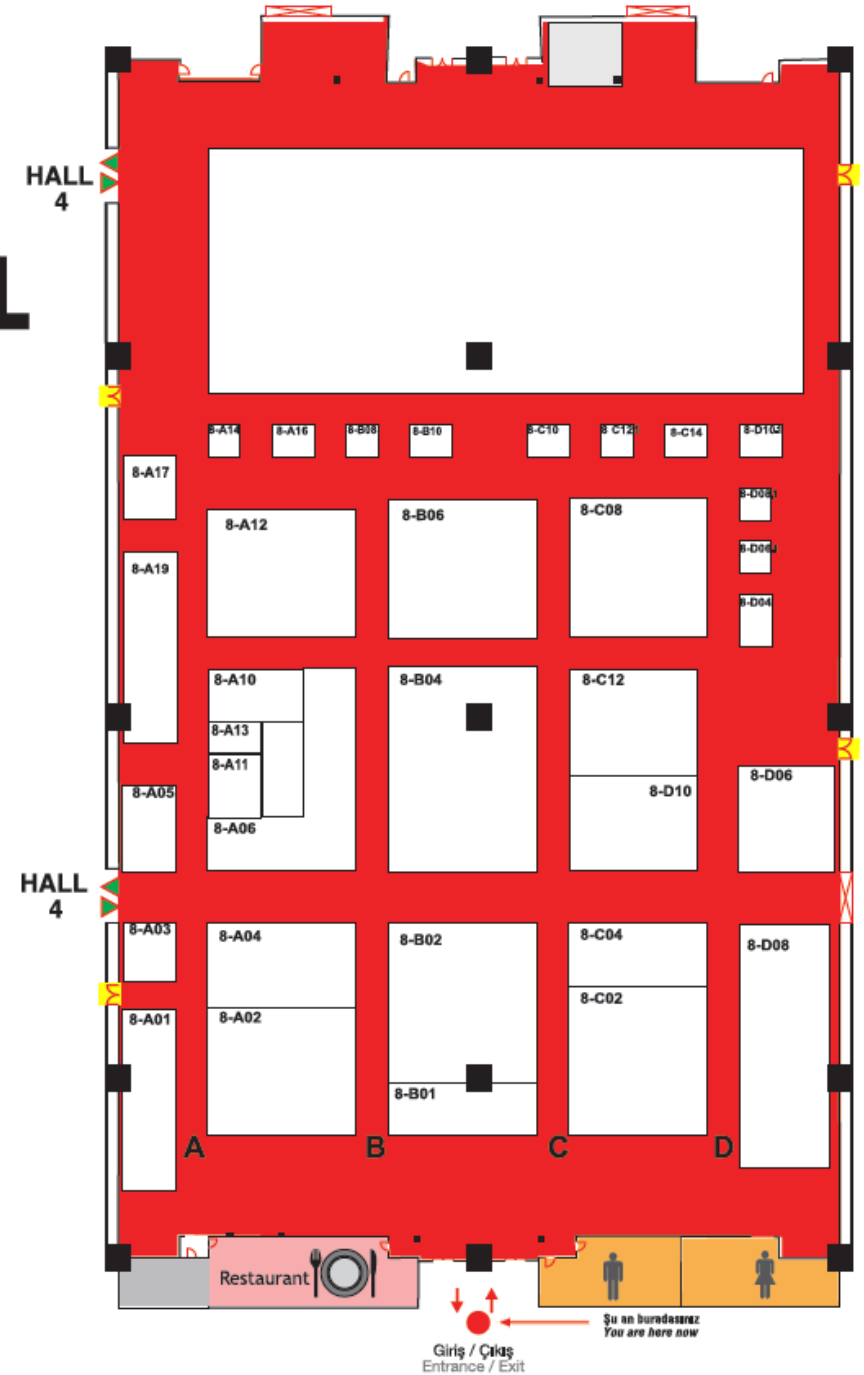 HALL
4
L
8-A14
8-A16
8-B08
8-B10
8-C10
8-C14
8-A17
8-A12
8-B06
8-C08
8-A19
8-D04
8-A10
8-B04
8-C12
8-A13
8-A11
8-A05
8-D10
8-D06
8-A06
HALL
4
8-A03
8-A04
8-B02
8-C04
8-D08
8-A01
8-A02
8-C02
8-B01
A
B
C
D
Restaurant
Şu an buradasınız
You are here now
Giriş / Çıkış
Entrance / Exit